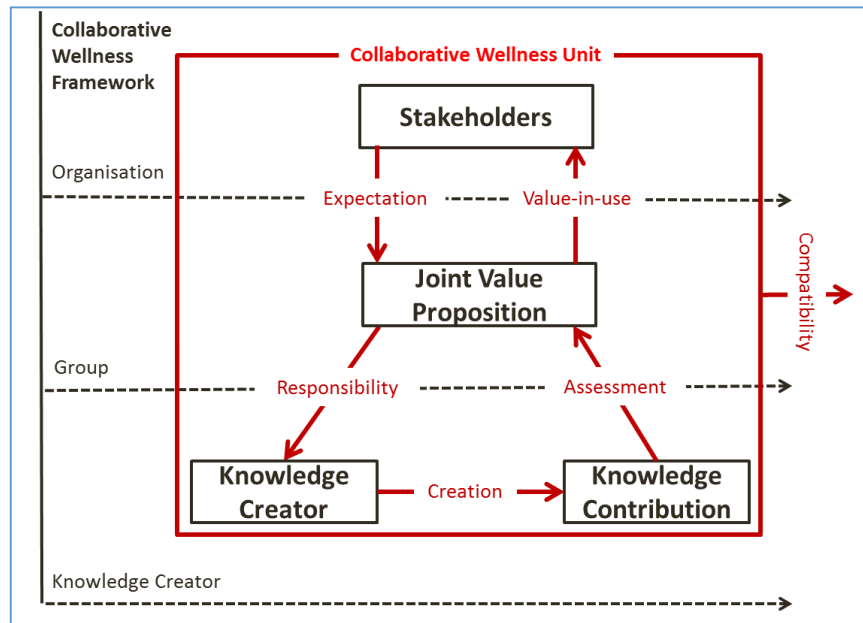 Collaborative
Wellness
Framework
Collaborative Wellness Unit
Stakeholders
Organisation
Expectation
Value-in-use
Joint Value
Proposition
Compatibility
Group
Responsibility
Assessment
Knowledge
Creator
Creation
Knowledge
Contribution
Knowledge Creator